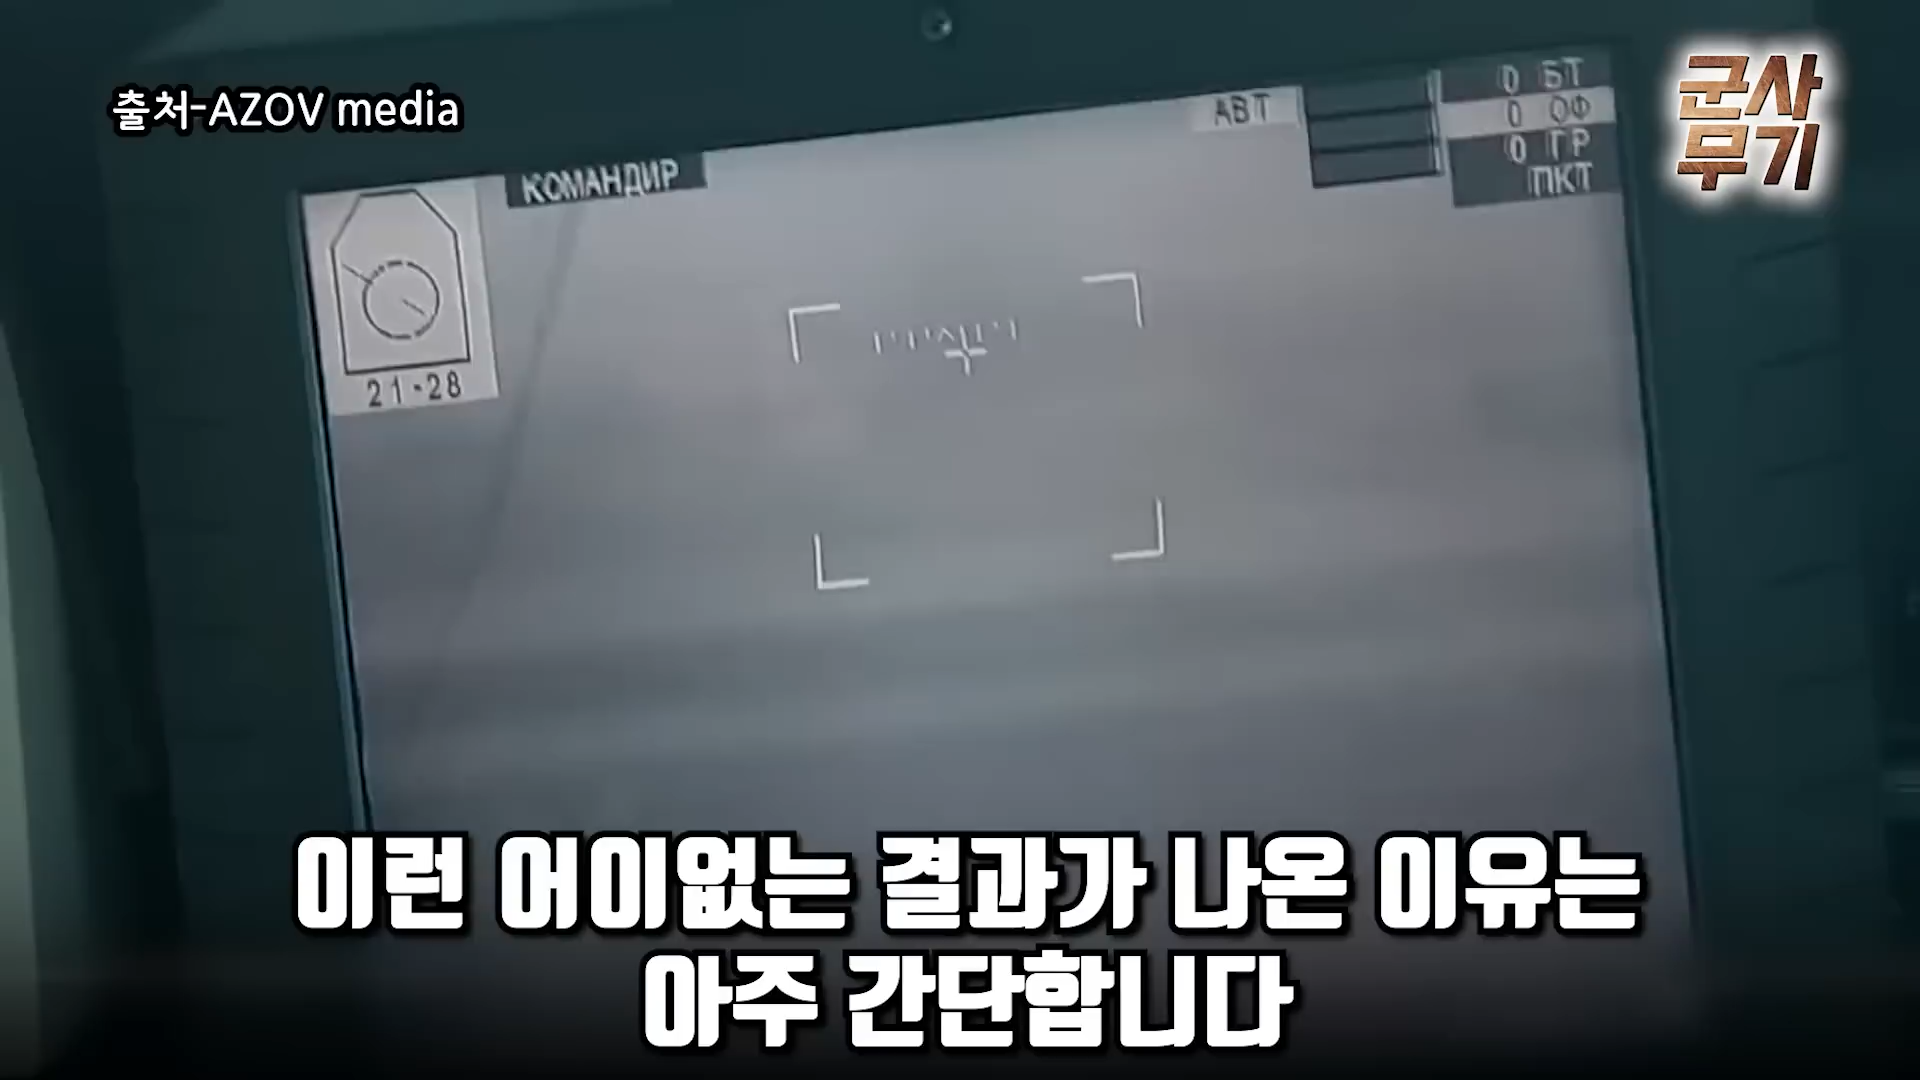 출처-AZOV media
군사
무기
АВТ
0 БТ
0 ОФ
0 ГР
ПКТ
КОМАНДИР
21-28
이런 어이없는 결과가 나온 이유는
아주 간단합니다